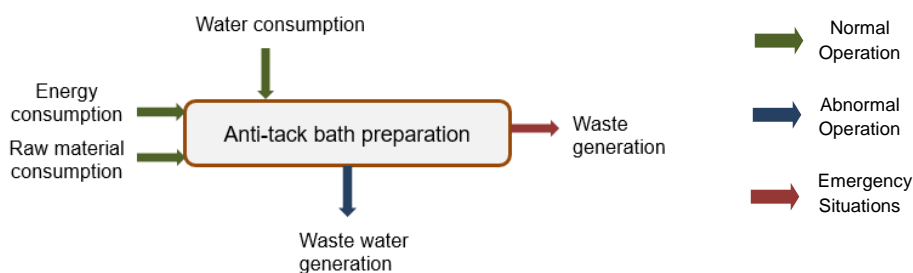 Water consumption
Energy
consumption
Raw material
consumption
Anti-tack bath preparation
Waste
generation
Waste water
generation
Normal
Operation
Abnormal
Operation
Emergency
Situations